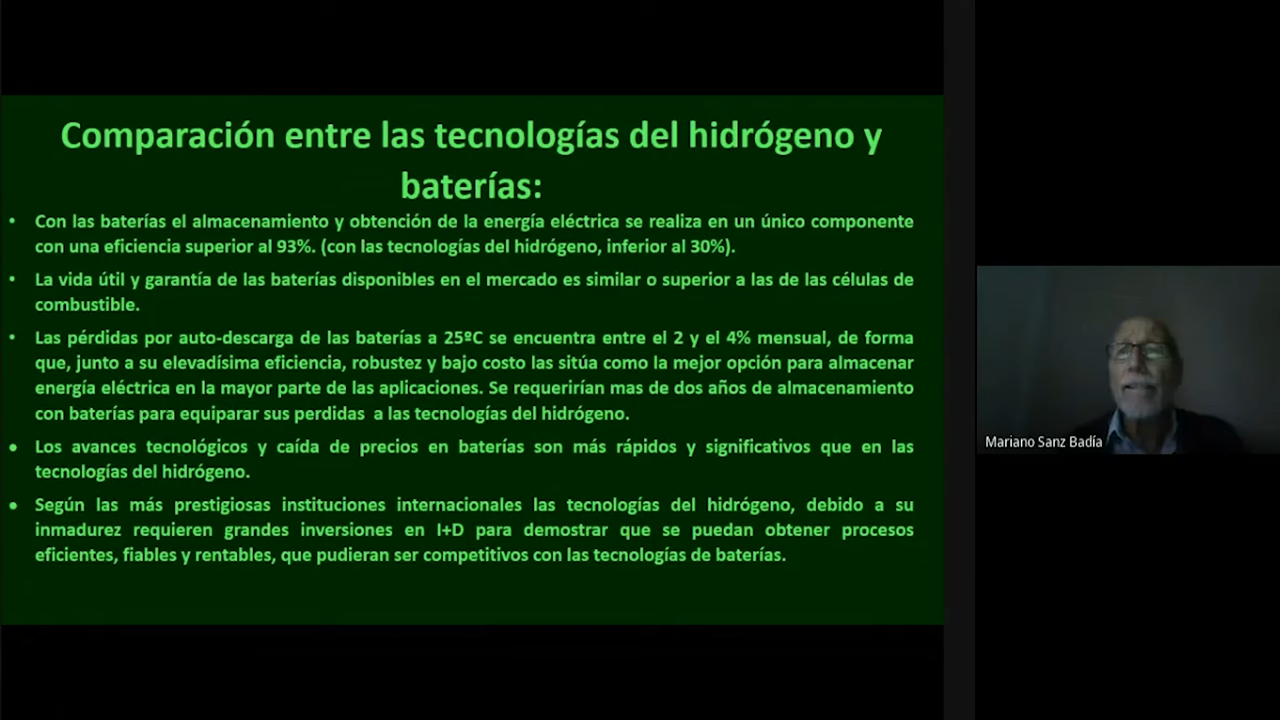 Comparación entre las tecnologías del hidrógeno y
baterías:
• Con las baterías el almacenamiento y obtención de la energía eléctrica se realiza en un único componente
con una eficiencia superior al 93%. (con las tecnologías del hidrógeno, inferior al 30%).
• La vida útil y garantía de las baterías disponibles en el mercado es similar o superior a las de las células de
combustible.
• Las pérdidas por auto-descarga de las baterías a 25ºC se encuentra entre el 2 y el 4% mensual, de forma
que, junto a su elevadísima eficiencia, robustez y bajo costo las sitúa como la mejor opción para almacenar
energía eléctrica en la mayor parte de las aplicaciones. Se requerirían mas de dos años de almacenamiento
con baterías para equiparar sus perdidas a las tecnologías del hidrógeno.
• Los avances tecnológicos y caída de precios en baterías son más rápidos y significativos que en las
tecnologías del hidrógeno.
• Según las más prestigiosas instituciones internacionales las tecnologías del hidrógeno, debido a su
inmadurez requieren grandes inversiones en I+D para demostrar que se puedan obtener procesos
eficientes, fiables y rentables, que pudieran ser competitivos con las tecnologías de baterías.
Mariano Sanz Badía